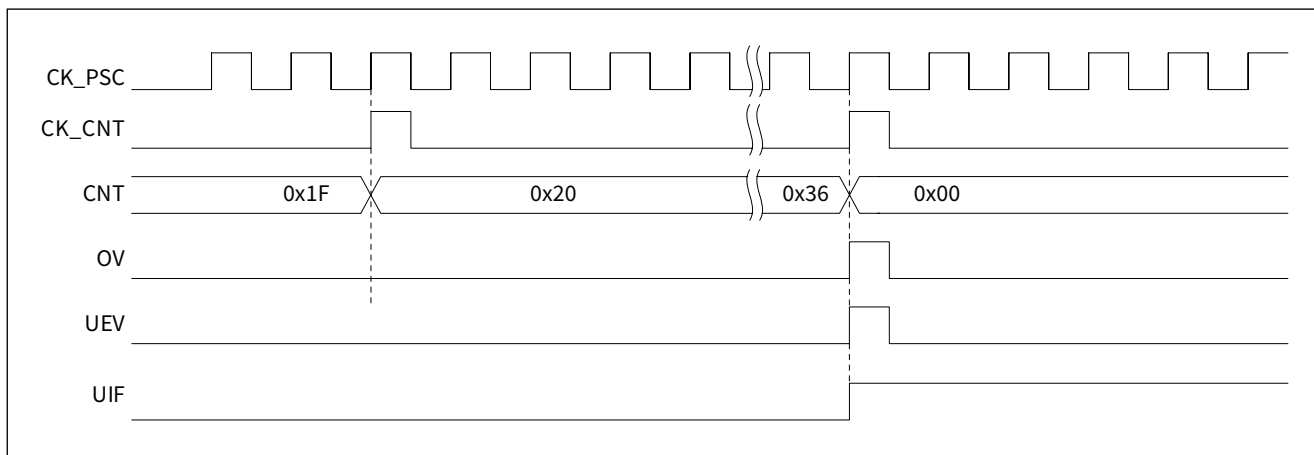 CK_PSC
CK_CNT
CNT 0x1F 0x20 0x36 0x00
OV
UEV
UIF